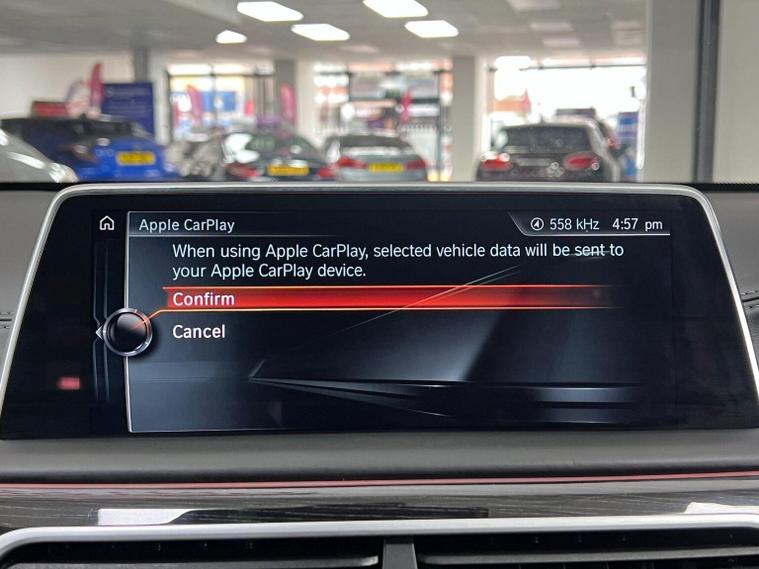 Apple CarPlay
558 kHz 4:57 pm
When using Apple CarPlay, selected vehicle data will be sent to
your Apple CarPlay device.
Confirm
Cancel